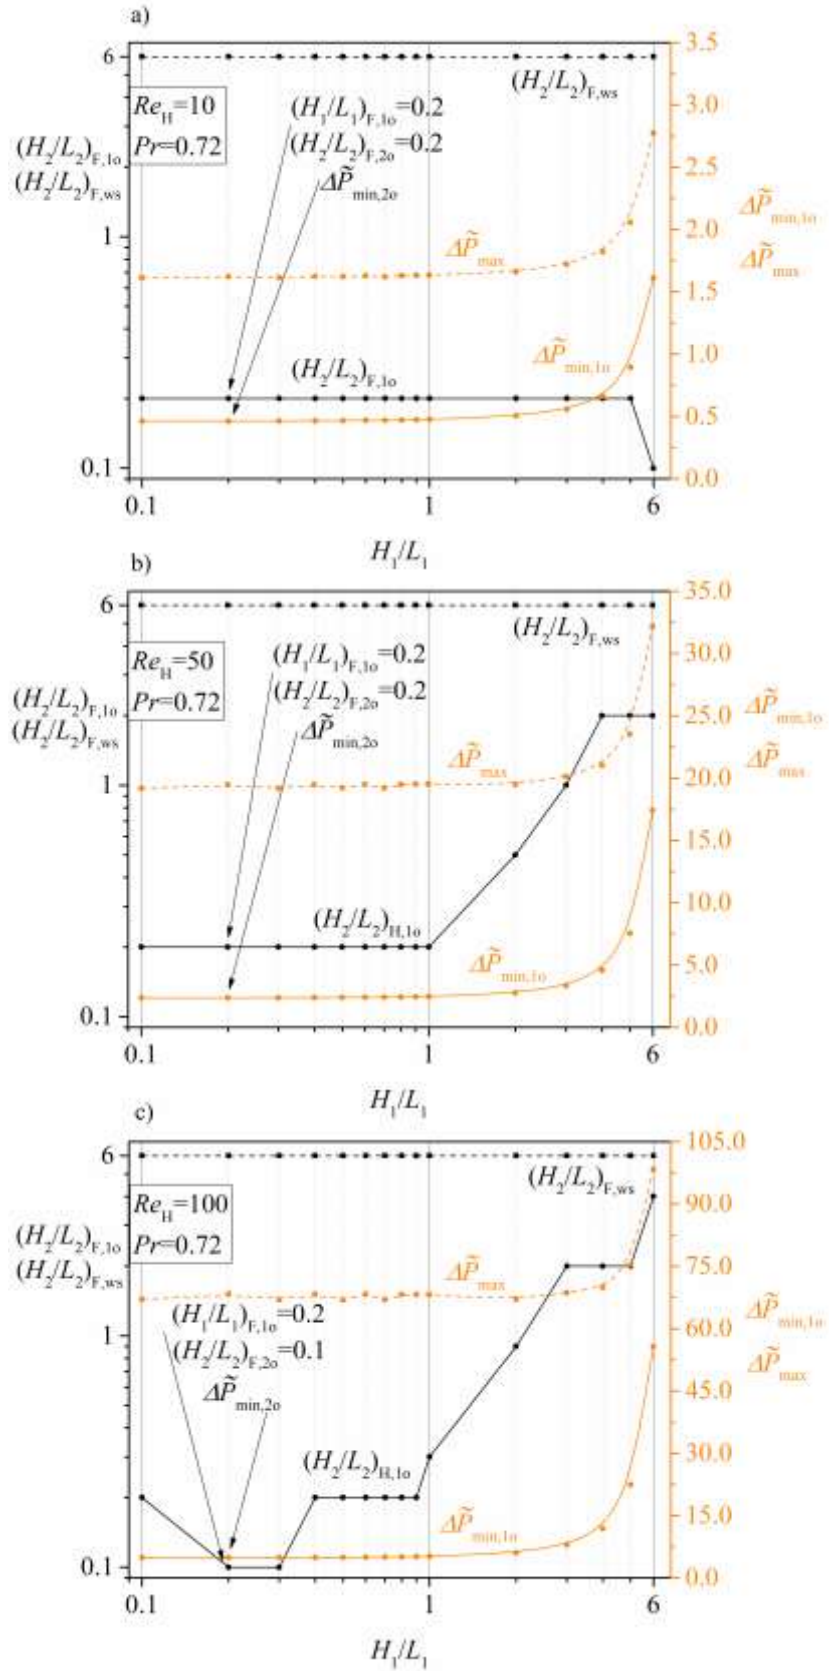 a)
6
(H₂/L₂)F,ws
3.5
Re_H=10
Pr=0.72
(H₁/L₁)F,1o=0.2
(H₂/L₂)F,2o=0.2
ΔP̃min,2o
3.0
(H₂/L₂)F,1o
(H₂/L₂)F,ws
2.5
1
ΔP̃max
2.0
ΔP̃min,1o
ΔP̃max
1.5
(H₂/L₂)F,1o
ΔP̃min,1o
1.0
0.5
0.1
0.0
0.1
1
6
H₁/L₁
b)
6
(H₂/L₂)F,ws
35.0
Re_H=50
Pr=0.72
(H₁/L₁)F,1o=0.2
(H₂/L₂)F,2o=0.2
ΔP̃min,2o
30.0
(H₂/L₂)F,1o
(H₂/L₂)F,ws
25.0
1
ΔP̃max
20.0
ΔP̃min,1o
ΔP̃max
15.0
(H₂/L₂)H,1o
ΔP̃min,1o
10.0
5.0
0.1
0.0
0.1
1
6
H₁/L₁
c)
6
(H₂/L₂)F,ws
105.0
Re_H=100
Pr=0.72
90.0
(H₂/L₂)F,1o
(H₂/L₂)F,ws
75.0
ΔP̃max
(H₁/L₁)F,1o=0.2
(H₂/L₂)F,2o=0.1
ΔP̃min,2o
1
60.0
ΔP̃min,1o
ΔP̃max
45.0
(H₂/L₂)H,1o
30.0
ΔP̃min,1o
15.0
0.1
0.0
0.1
1
6
H₁/L₁